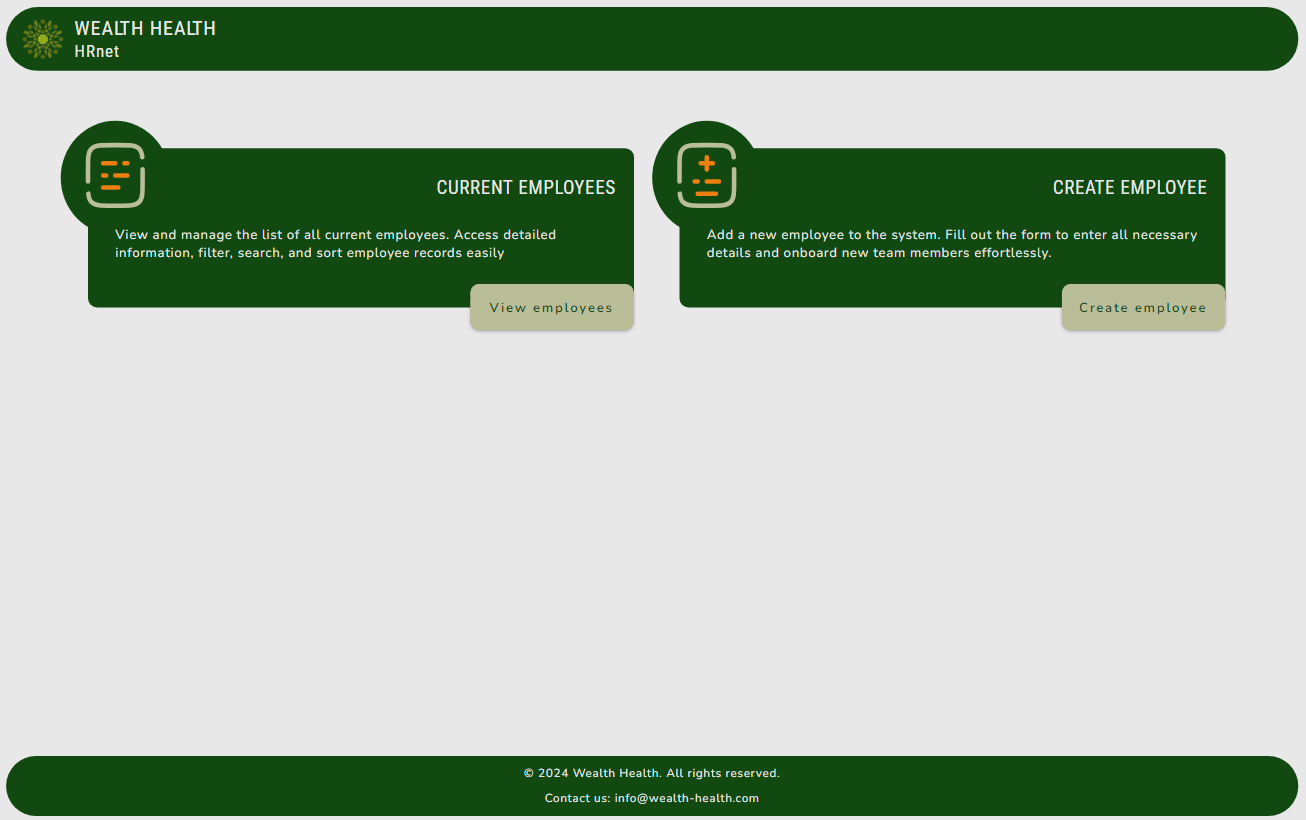 WEALTH HEALTH
HRnet
CURRENT EMPLOYEES
View and manage the list of all current employees. Access detailed
information, filter, search, and sort employee records easily
View employees
CREATE EMPLOYEE
Add a new employee to the system. Fill out the form to enter all necessary
details and onboard new team members effortlessly.
Create employee
© 2024 Wealth Health. All rights reserved.
Contact us: info@wealth-health.com